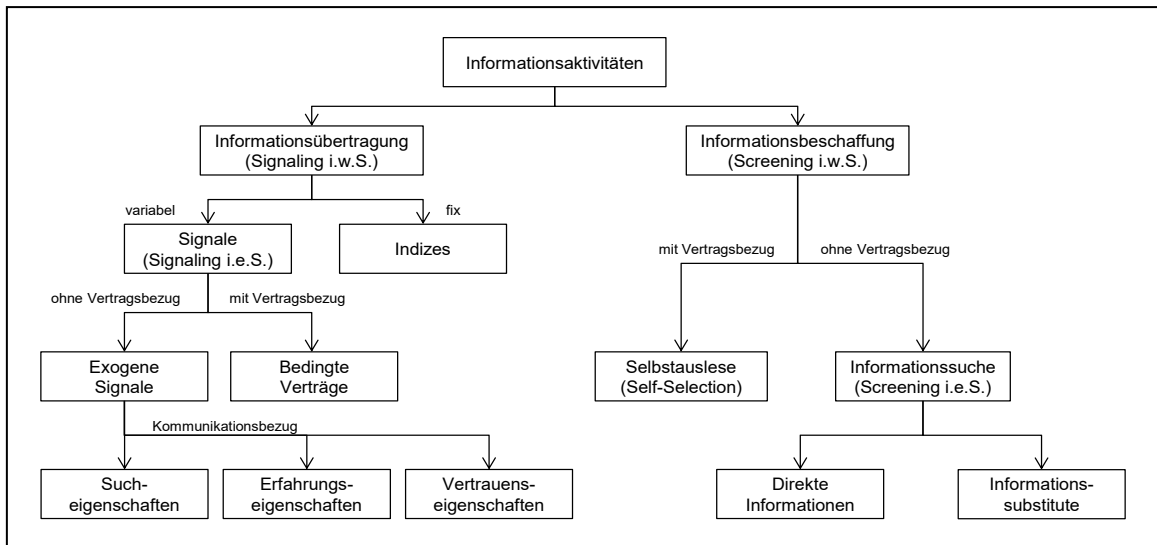 Informationsaktivitäten
Informationsübertragung
(Signaling i.w.S.)
Informationsbeschaffung
(Screening i.w.S.)
variabel
fix
Signale
(Signaling i.e.S.)
Indizes
mit Vertragsbezug
ohne Vertragsbezug
ohne Vertragsbezug
mit Vertragsbezug
Exogene
Signale
Bedingte
Verträge
Selbstauslese
(Self-Selection)
Informationssuche
(Screening i.e.S.)
Kommunikationsbezug
Such-
eigenschaften
Erfahrungs-
eigenschaften
Vertrauens-
eigenschaften
Direkte
Informationen
Informations-
substitute